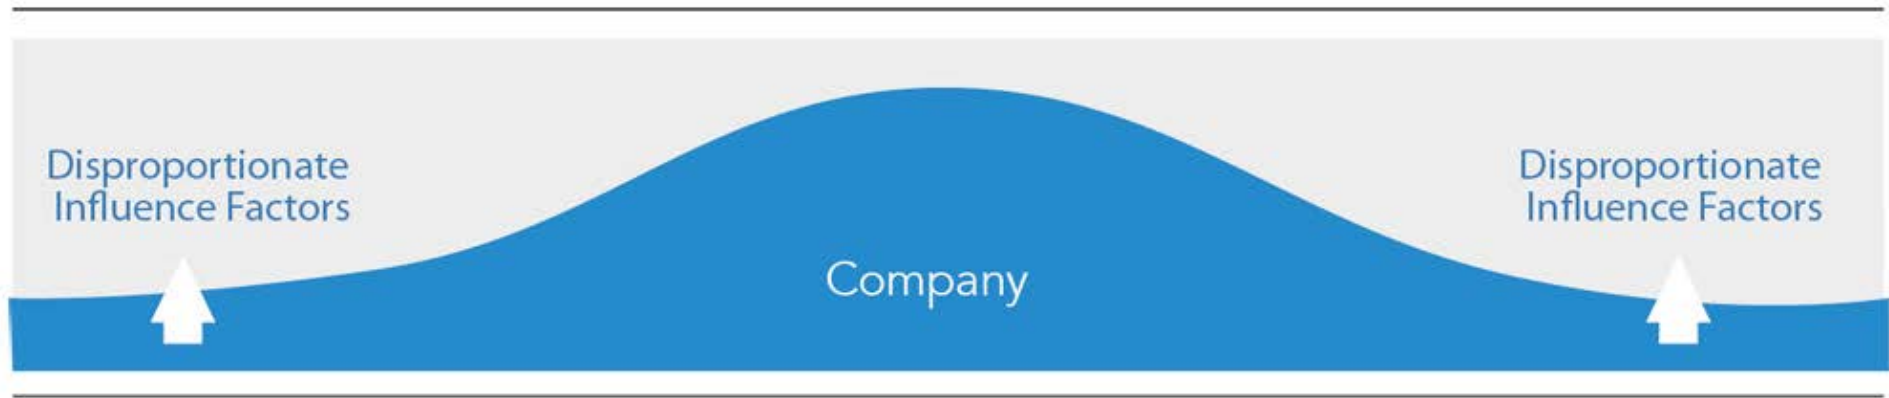 Disproportionate
Influence Factors
Company
Disproportionate
Influence Factors